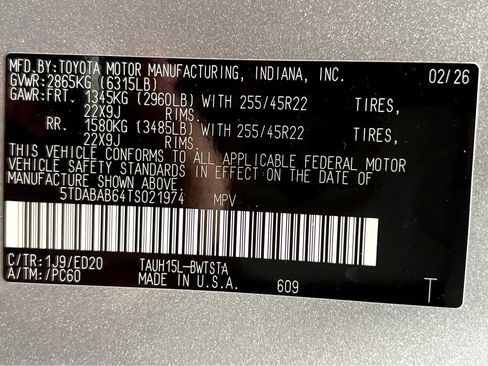 MFD.BY:TOYOTA MOTOR MANUFACTURING, INDIANA, INC. 02/26
GVWR:2865KG (6315LB)
GAWR:FRT. 1345KG (2960LB) WITH 255/45R22 TIRES,
22X9J RIMS.
RR. 1580KG (3485LB) WITH 255/45R22 TIRES,
22X9J RIMS.
THIS VEHICLE CONFORMS TO ALL APPLICABLE FEDERAL MOTOR
VEHICLE SAFETY STANDARDS IN EFFECT ON THE DATE OF
MANUFACTURE SHOWN ABOVE.
5TDABAB64TS021974 MPV
C/TR:1J9/ED20 TAUH15L-BWTSTA
A/TM:/PC60 MADE IN U.S.A. 609 T